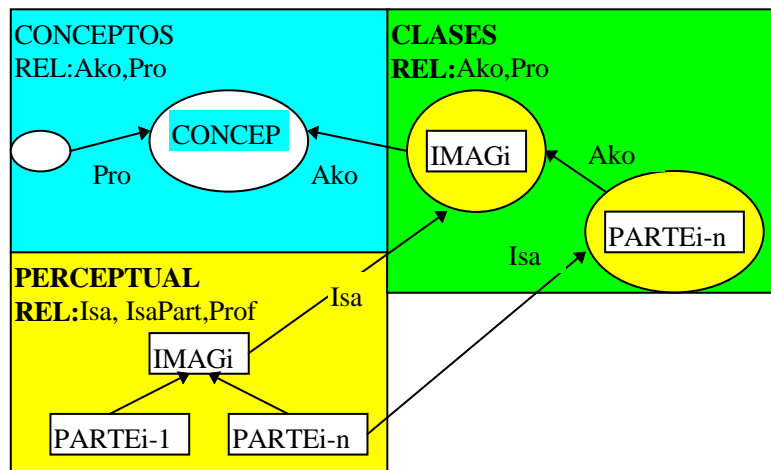 CONCEPTOS
REL:Ako,Pro
CONCEP
Pro
Ako
CLASES
REL:Ako,Pro
IMAGi
Ako
PARTEi-n
Isa
PERCEPTUAL
REL:Isa, IsaPart,Prof
Isa
IMAGi
PARTEi-1
PARTEi-n